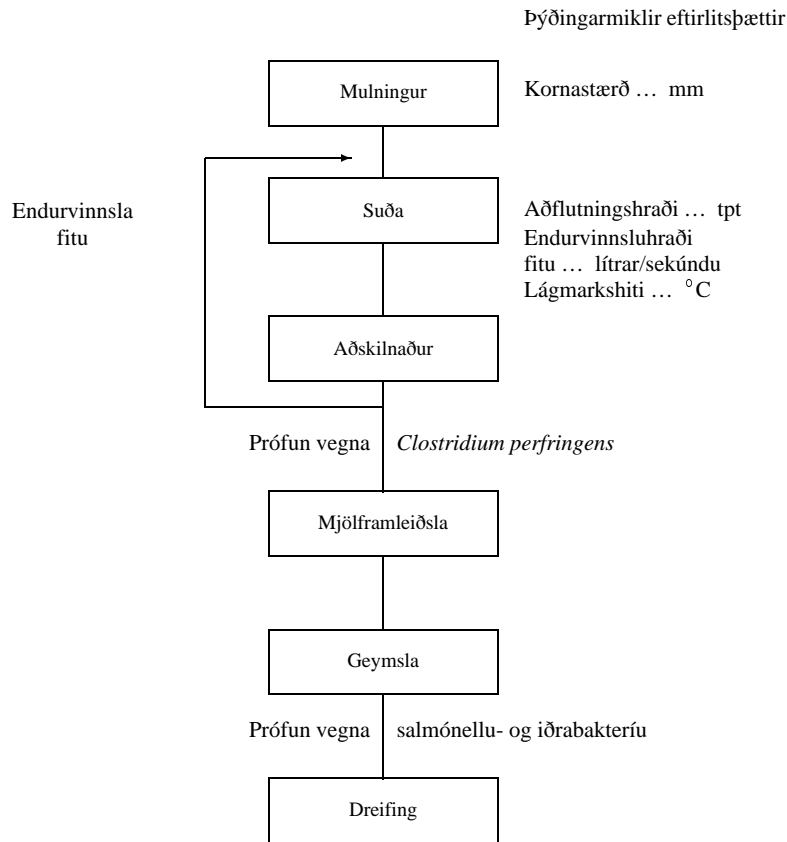 Þýðingarmiklir eftirlitsþættir
Mulningur
Kornastærð … mm
Endurvinnsla
fitu
Suða
Aðflutningshraði … tpt
Endurvinnsluhraði
fitu … lítrar/sekúndu
Lágmarkshiti … °C
Aðskilnaður
Prófun vegna Clostridium perfringens
Mjölframleiðsla
Geymsla
Prófun vegna salmónellu- og iðrabakteríu
Dreifing